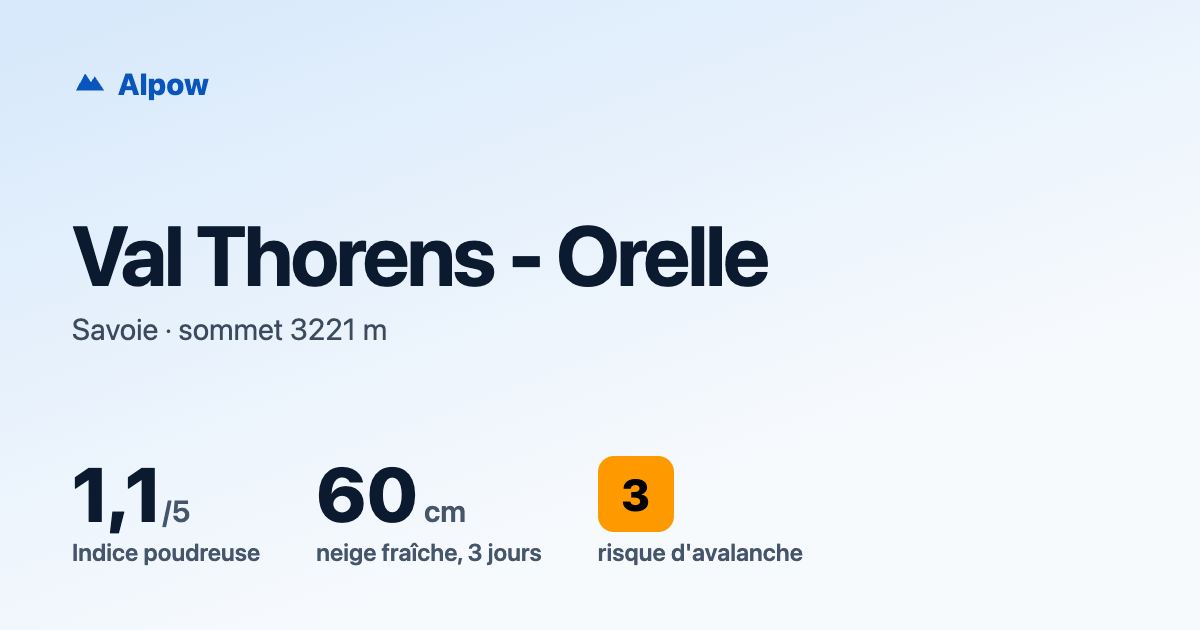 Alpow
Val Thorens - Orelle
Savoie · sommet 3221 m
1,1/5
Indice poudreuse
60 cm
neige fraîche, 3 jours
3
risque d'avalanche